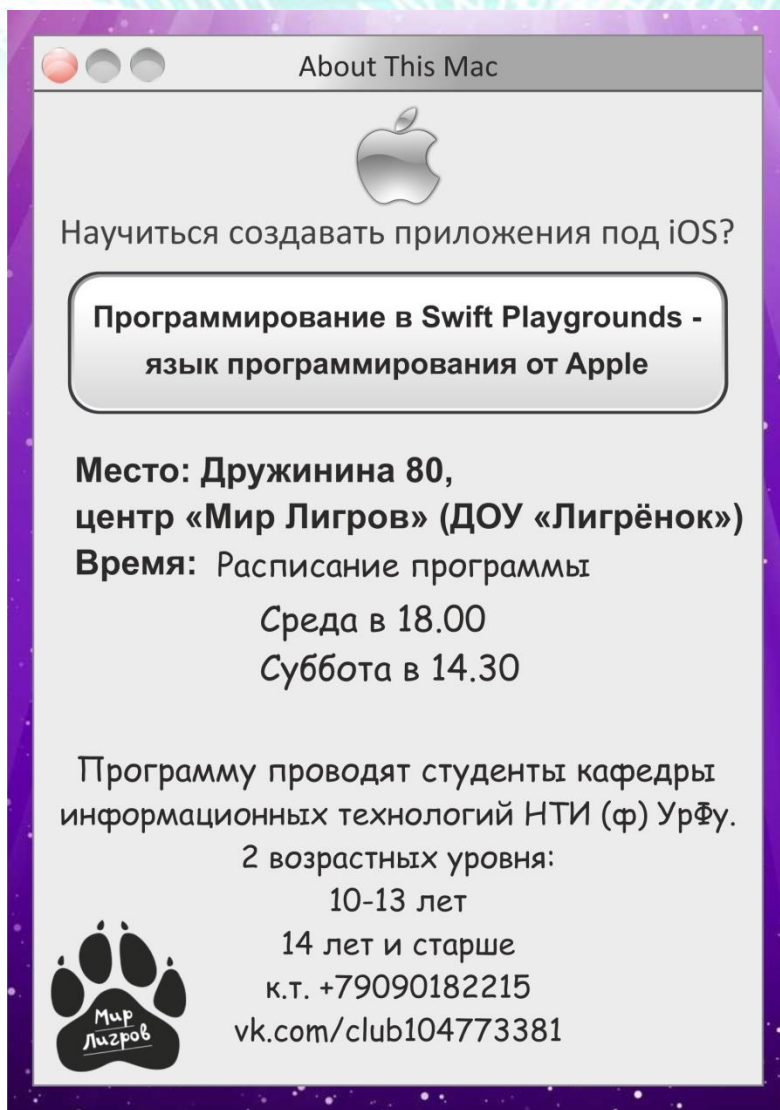 About This Mac
Научиться создавать приложения под iOS?
Программирование в Swift Playgrounds -
язык программирования от Apple
Место: Дружинина 80,
центр «Мир Лигров» (ДОУ «Лигрёнок»)
Время: Расписание программы
Среда в 18.00
Суббота в 14.30
Программу проводят студенты кафедры
информационных технологий НТИ (ф) УрФу.
2 возрастных уровня:
10-13 лет
14 лет и старше
к.т. +79090182215
vk.com/club104773381
Мир
Лигров